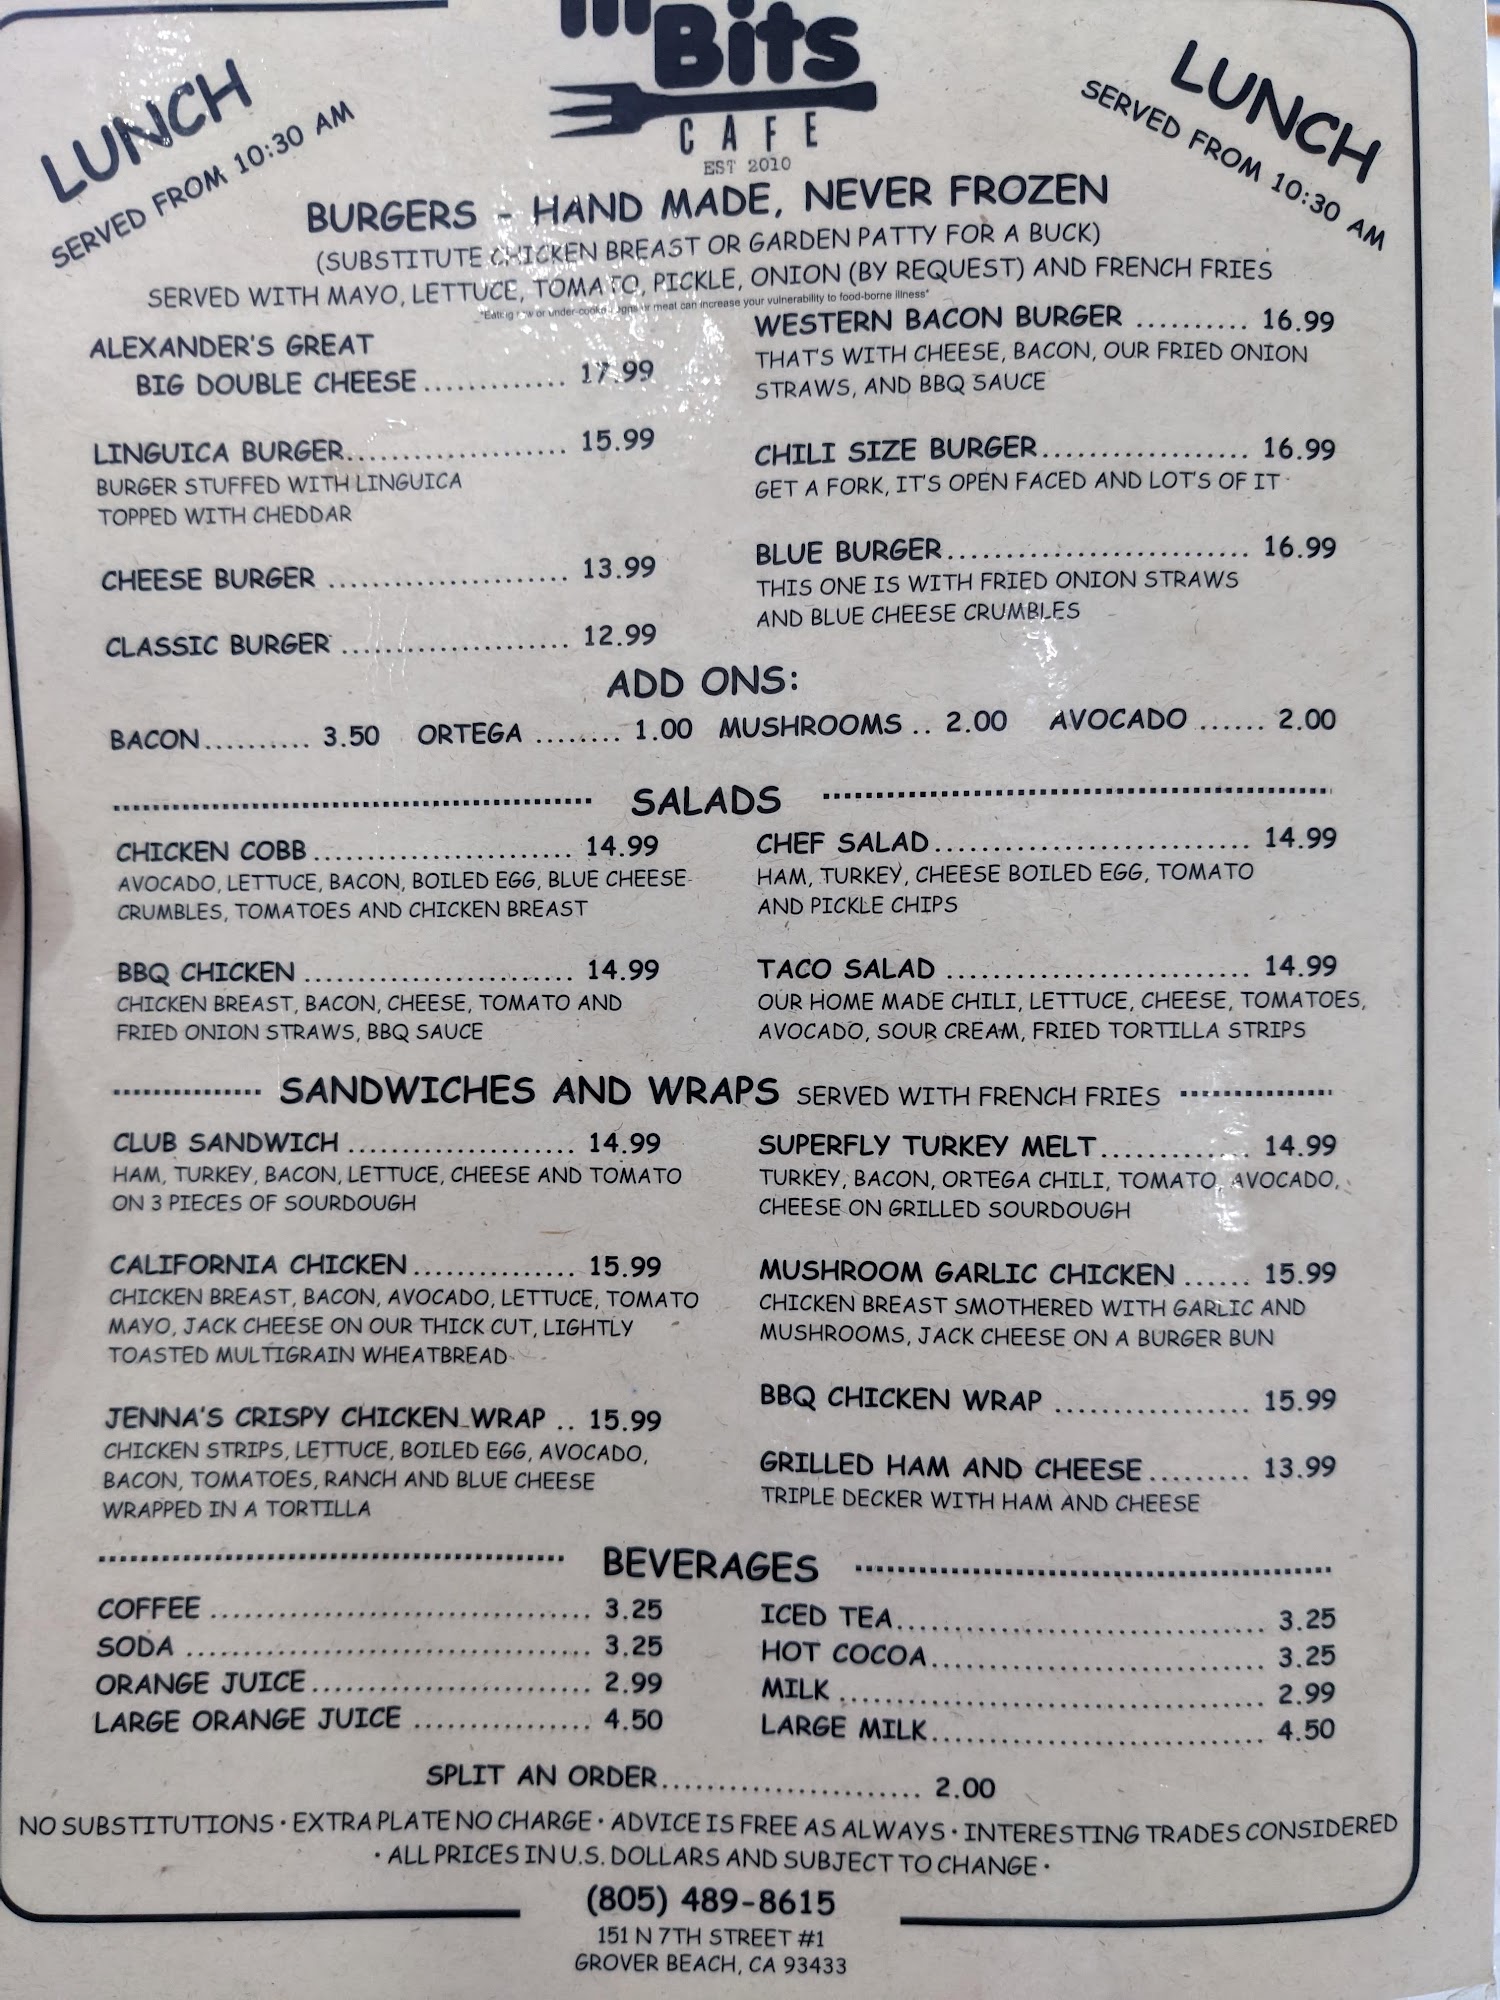 Bits
CAFE
EST 2010
LUNCH
SERVED FROM 10:30 AM
LUNCH
SERVED FROM 10:30 AM
BURGERS - HAND MADE, NEVER FROZEN
(SUBSTITUTE CHICKEN BREAST OR GARDEN PATTY FOR A BUCK)
SERVED WITH MAYO, LETTUCE, TOMATO, PICKLE, ONION (BY REQUEST) AND FRENCH FRIES
"Eating raw or under-cooked eggs or meat can increase your vulnerability to food-borne illness"
ALEXANDER'S GREAT
BIG DOUBLE CHEESE ............. 17.99
LINGUICA BURGER.................... 15.99
BURGER STUFFED WITH LINGUICA
TOPPED WITH CHEDDAR
CHEESE BURGER ...................... 13.99
CLASSIC BURGER ..................... 12.99
WESTERN BACON BURGER .......... 16.99
THAT'S WITH CHEESE, BACON, OUR FRIED ONION
STRAWS, AND BBQ SAUCE
CHILI SIZE BURGER................... 16.99
GET A FORK, IT'S OPEN FACED AND LOT'S OF IT
BLUE BURGER........................... 16.99
THIS ONE IS WITH FRIED ONION STRAWS
AND BLUE CHEESE CRUMBLES
ADD ONS:
BACON.......... 3.50 ORTEGA ........ 1.00 MUSHROOMS .. 2.00 AVOCADO ...... 2.00
SALADS
CHICKEN COBB........................ 14.99
AVOCADO, LETTUCE, BACON, BOILED EGG, BLUE CHEESE
CRUMBLES, TOMATOES AND CHICKEN BREAST
BBQ CHICKEN ......................... 14.99
CHICKEN BREAST, BACON, CHEESE, TOMATO AND
FRIED ONION STRAWS, BBQ SAUCE
CHEF SALAD............................. 14.99
HAM, TURKEY, CHEESE BOILED EGG, TOMATO
AND PICKLE CHIPS
TACO SALAD ............................ 14.99
OUR HOME MADE CHILI, LETTUCE, CHEESE, TOMATOES,
AVOCADO, SOUR CREAM, FRIED TORTILLA STRIPS
SANDWICHES AND WRAPS SERVED WITH FRENCH FRIES
CLUB SANDWICH ..................... 14.99
HAM, TURKEY, BACON, LETTUCE, CHEESE AND TOMATO
ON 3 PIECES OF SOURDOUGH
CALIFORNIA CHICKEN............... 15.99
CHICKEN BREAST, BACON, AVOCADO, LETTUCE, TOMATO
MAYO, JACK CHEESE ON OUR THICK CUT, LIGHTLY
TOASTED MULTIGRAIN WHEATBREAD
JENNA'S CRISPY CHICKEN WRAP .. 15.99
CHICKEN STRIPS, LETTUCE, BOILED EGG, AVOCADO,
BACON, TOMATOES, RANCH AND BLUE CHEESE
WRAPPED IN A TORTILLA
SUPERFLY TURKEY MELT............. 14.99
TURKEY, BACON, ORTEGA CHILI, TOMATO, AVOCADO,
CHEESE ON GRILLED SOURDOUGH
MUSHROOM GARLIC CHICKEN ...... 15.99
CHICKEN BREAST SMOTHERED WITH GARLIC AND
MUSHROOMS, JACK CHEESE ON A BURGER BUN
BBQ CHICKEN WRAP .................. 15.99
GRILLED HAM AND CHEESE......... 13.99
TRIPLE DECKER WITH HAM AND CHEESE
BEVERAGES
COFFEE ................................... 3.25
SODA ..................................... 3.25
ORANGE JUICE.......................... 2.99
LARGE ORANGE JUICE ................ 4.50
ICED TEA.................................. 3.25
HOT COCOA............................... 3.25
MILK ....................................... 2.99
LARGE MILK............................... 4.50
SPLIT AN ORDER........................ 2.00
NO SUBSTITUTIONS • EXTRA PLATE NO CHARGE • ADVICE IS FREE AS ALWAYS • INTERESTING TRADES CONSIDERED
• ALL PRICES IN U.S. DOLLARS AND SUBJECT TO CHANGE •
(805) 489-8615
151 N 7TH STREET #1
GROVER BEACH, CA 93433